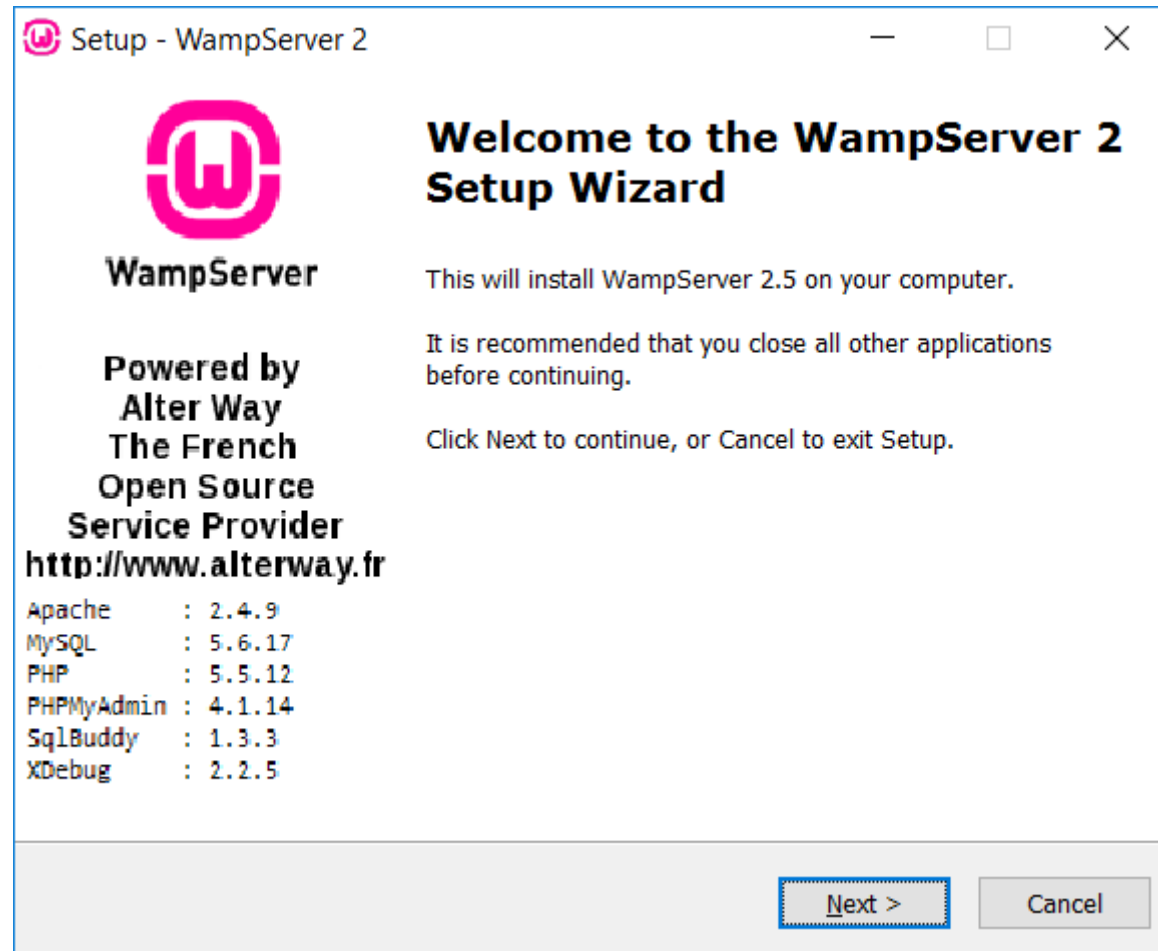 Setup - WampServer 2
WampServer
Powered by
Alter Way
The French
Open Source
Service Provider
http://www.alterway.fr
Apache : 2.4.9
MySQL : 5.6.17
PHP : 5.5.12
PHPMyAdmin : 4.1.14
SqlBuddy : 1.3.3
XDebug : 2.2.5
Welcome to the WampServer 2
Setup Wizard
This will install WampServer 2.5 on your computer.
It is recommended that you close all other applications
before continuing.
Click Next to continue, or Cancel to exit Setup.
Next >
Cancel